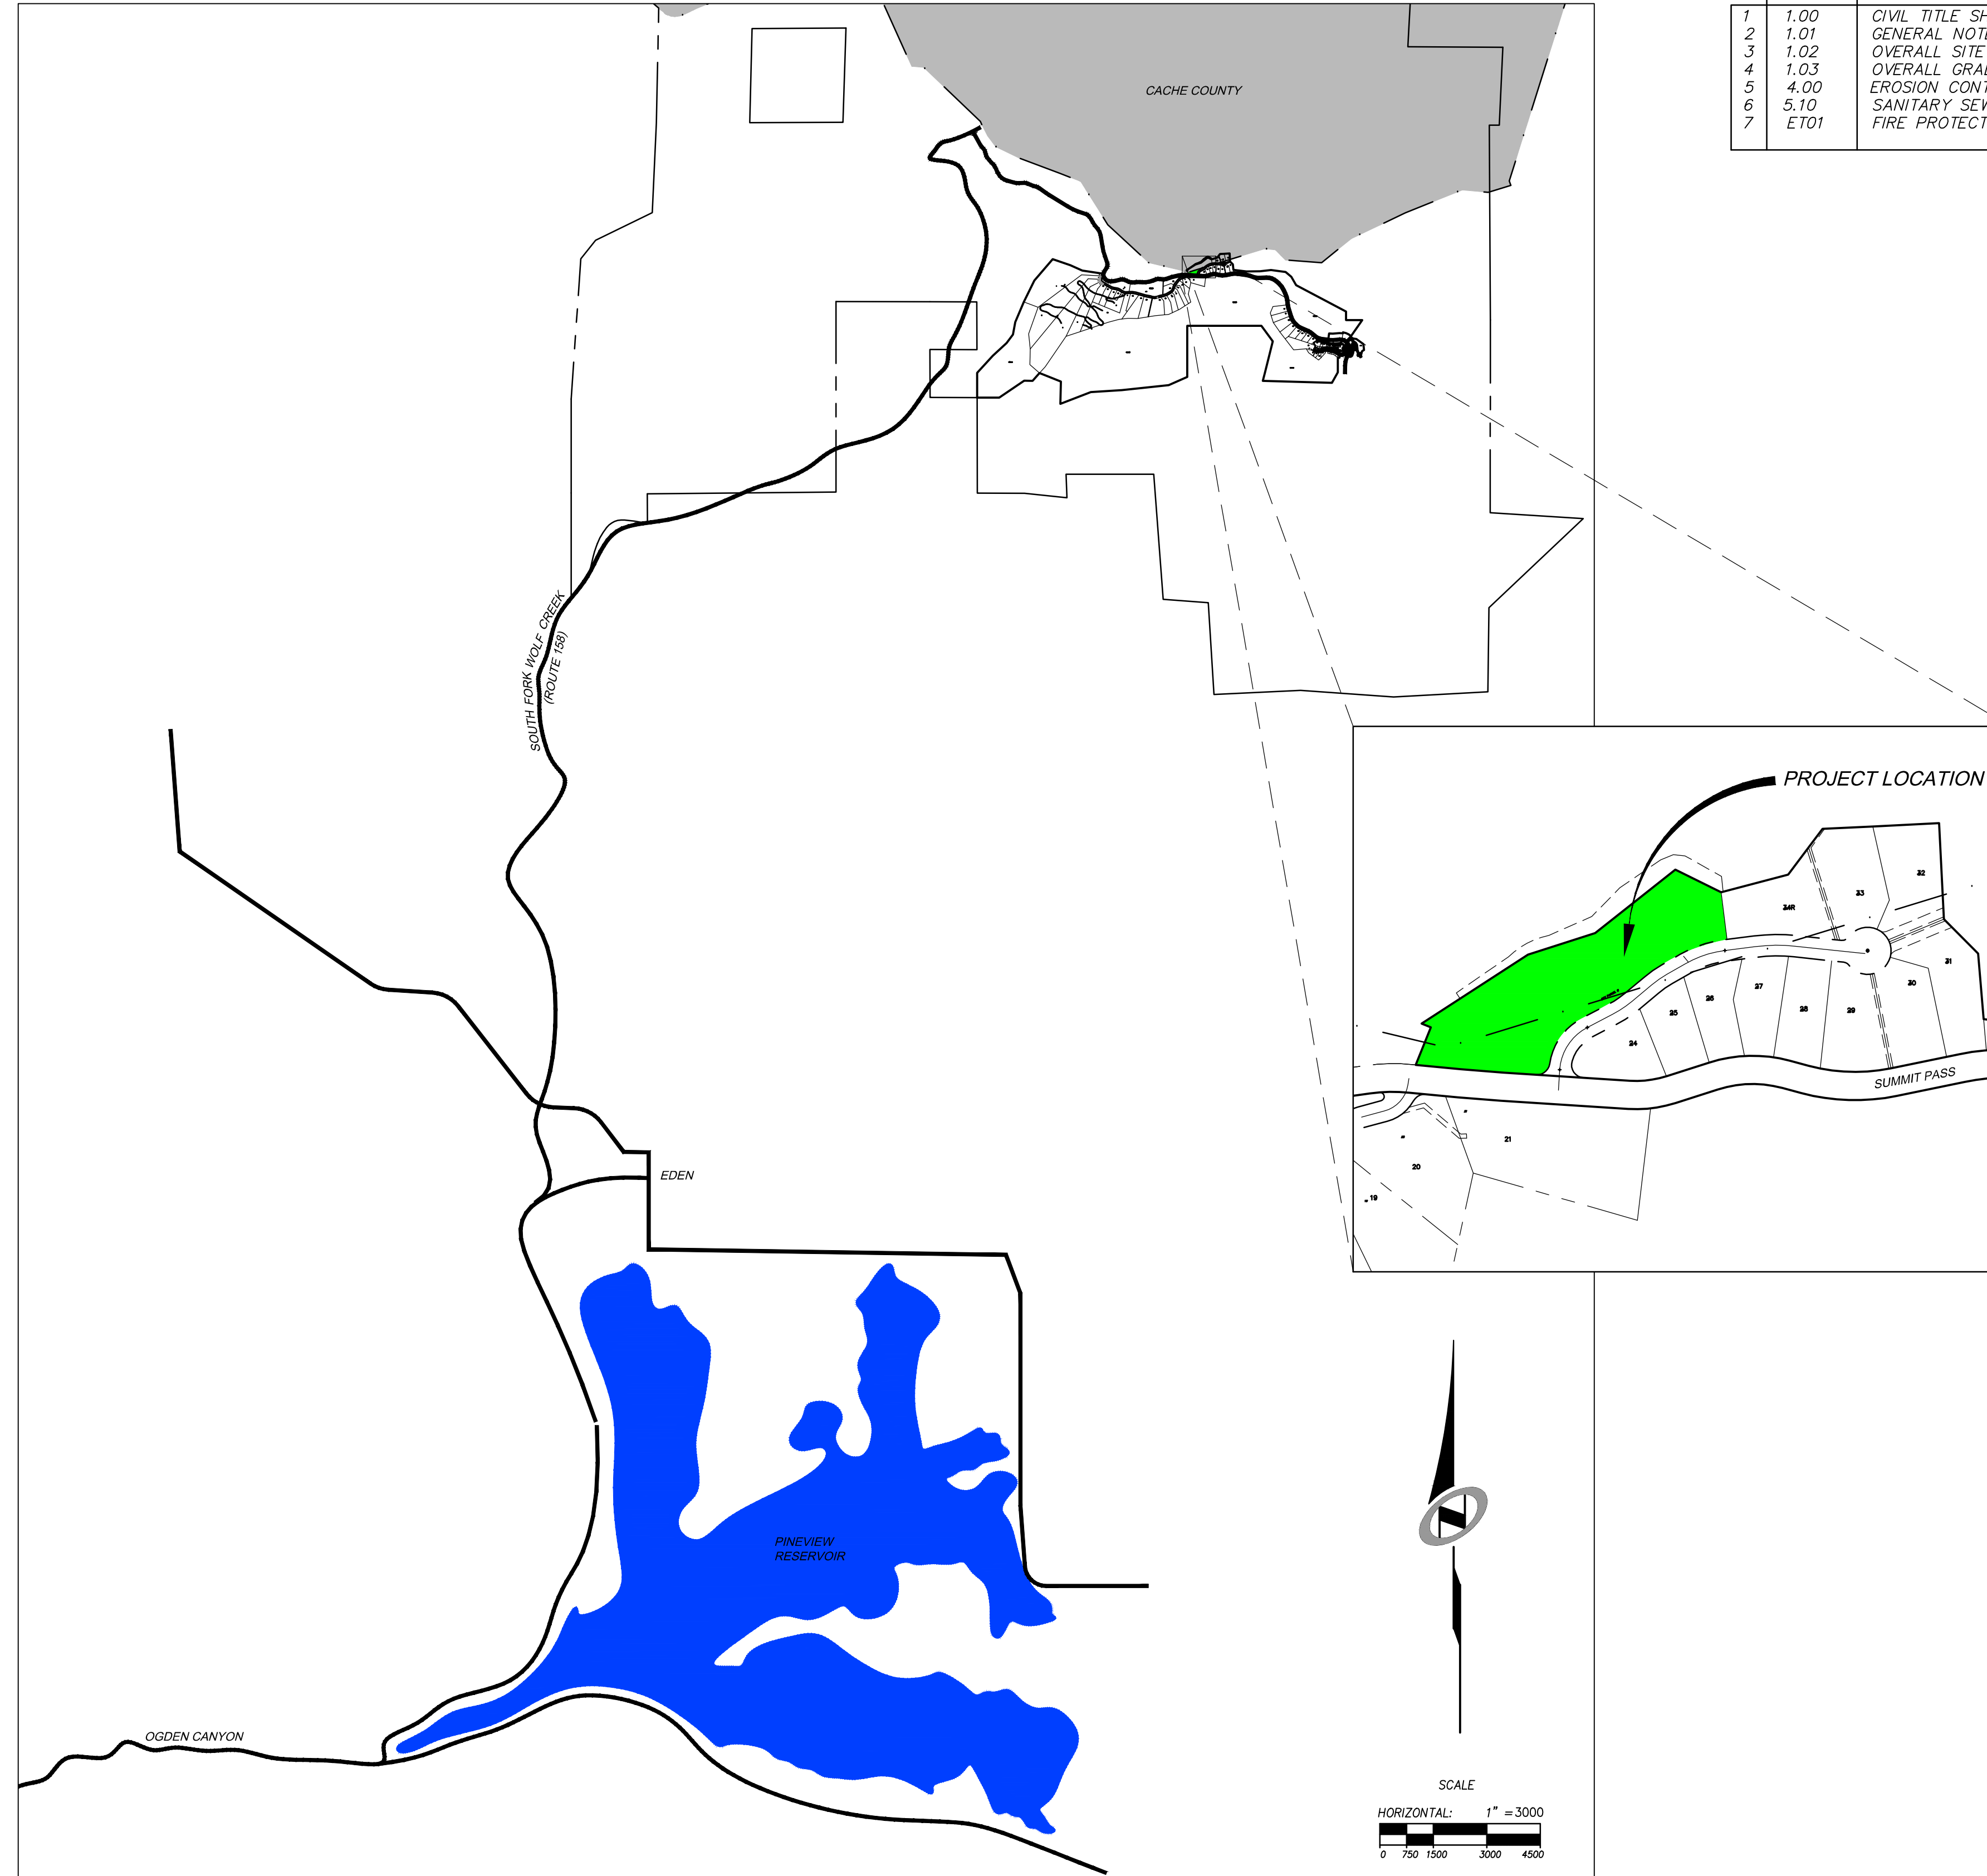 1 1.00 CIVIL TITLE SH
2 1.01 GENERAL NOTE
3 1.02 OVERALL SITE
4 1.03 OVERALL GRAD
5 4.00 EROSION CONT
6 5.10 SANITARY SEW
7 ET01 FIRE PROTECT
CACHE COUNTY
SOUTH FORK WOLF CREEK
(ROUTE 158)
PROJECT LOCATION
32
33
34R
31
30
29
28
27
26
25
24
SUMMIT PASS
21
20
19
EDEN
PINEVIEW
RESERVOIR
OGDEN CANYON
N
SCALE
HORIZONTAL: 1" =3000
0 750 1500 3000 4500